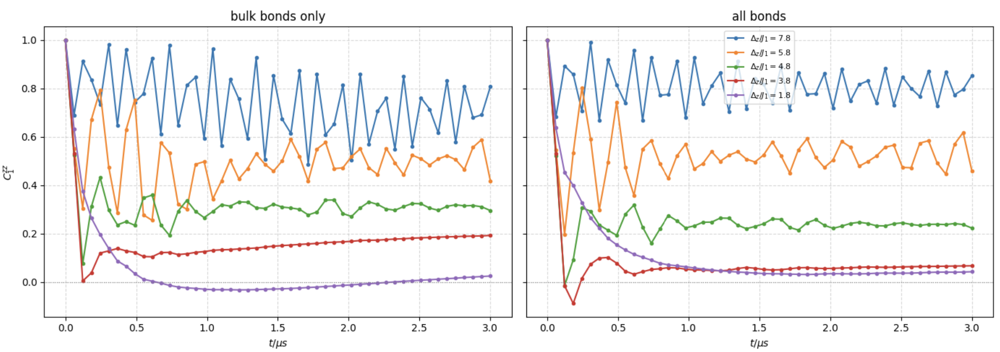 bulk bonds only
all bonds
C₁ᶻᶻ
1.0
0.8
0.6
0.4
0.2
0.0
0.0 0.5 1.0 1.5 2.0 2.5 3.0
t/μs
Δz/J₁ = 7.8
Δz/J₁ = 5.8
Δz/J₁ = 4.8
Δz/J₁ = 3.8
Δz/J₁ = 1.8
0.0 0.5 1.0 1.5 2.0 2.5 3.0
t/μs